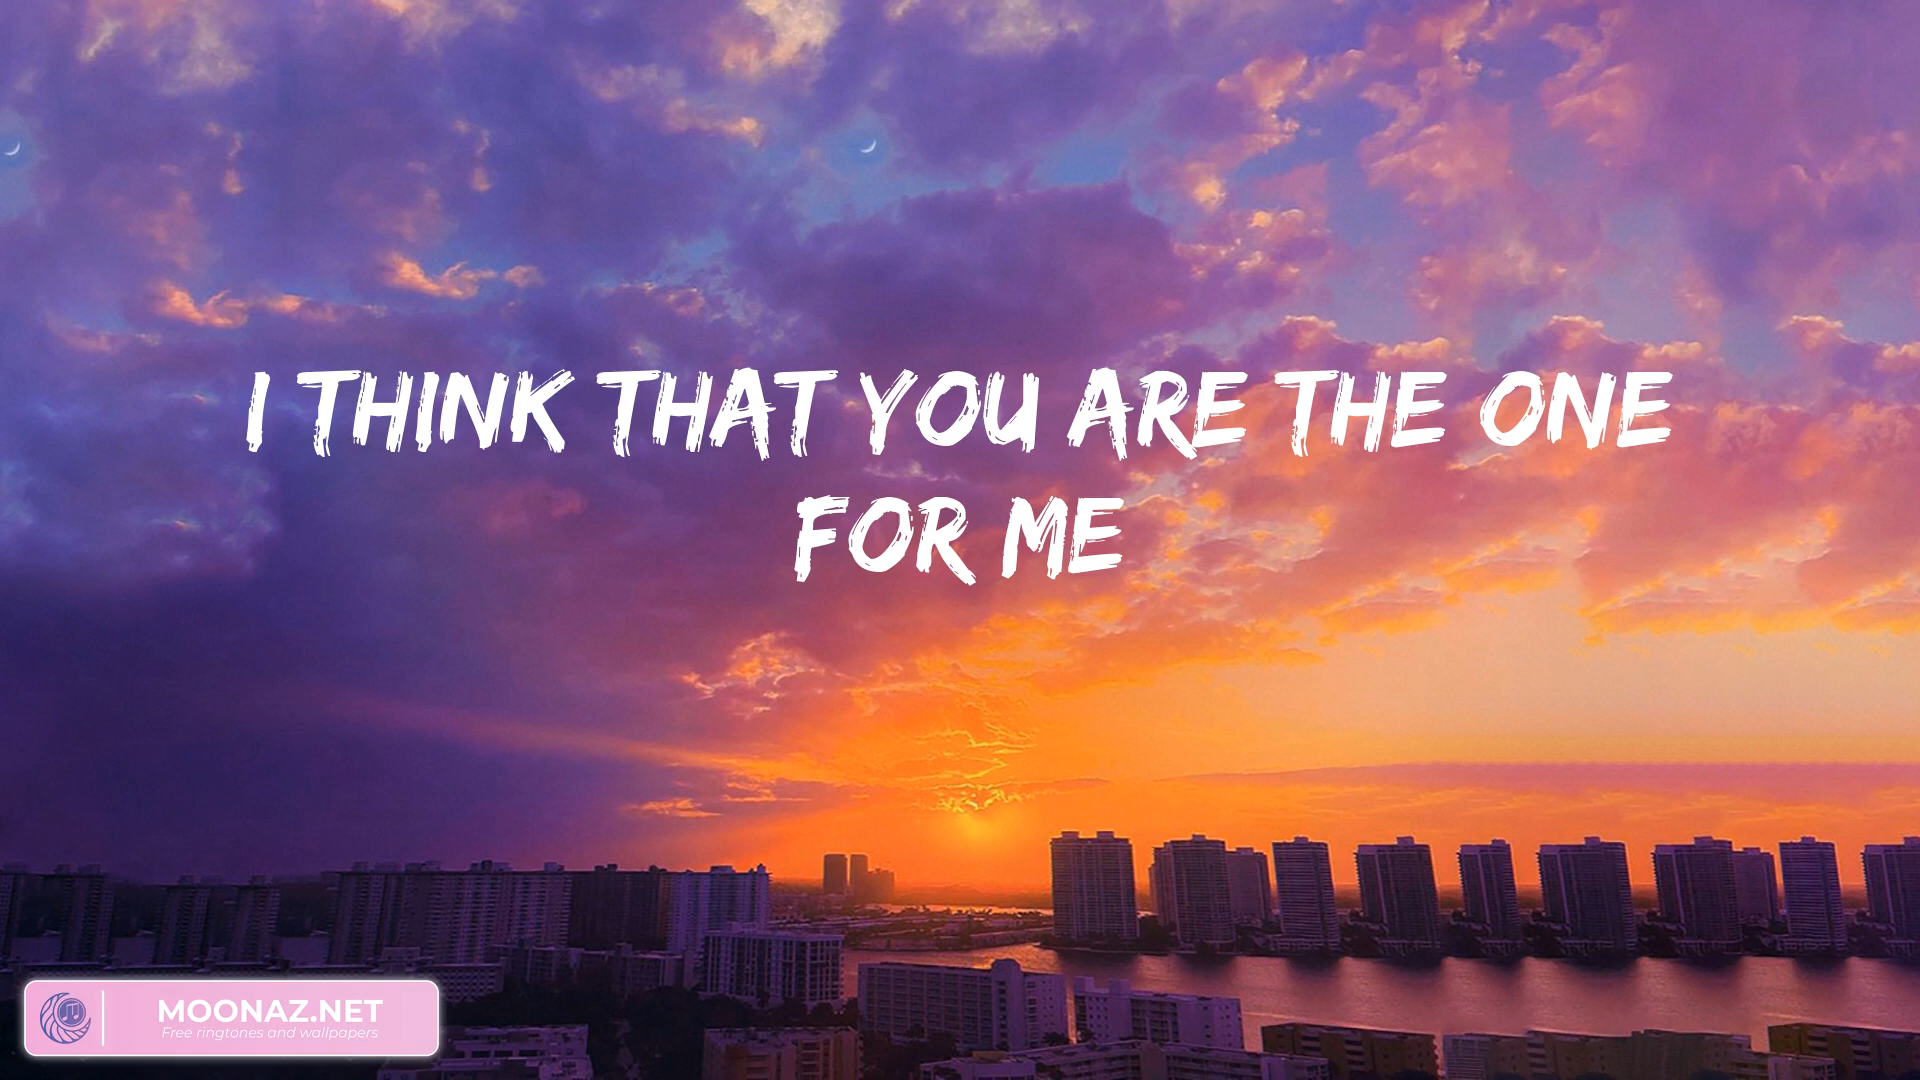 I THINK THAT YOU ARE THE ONE
FOR ME
MOONAZ.NET
Free ringtones and wallpapers